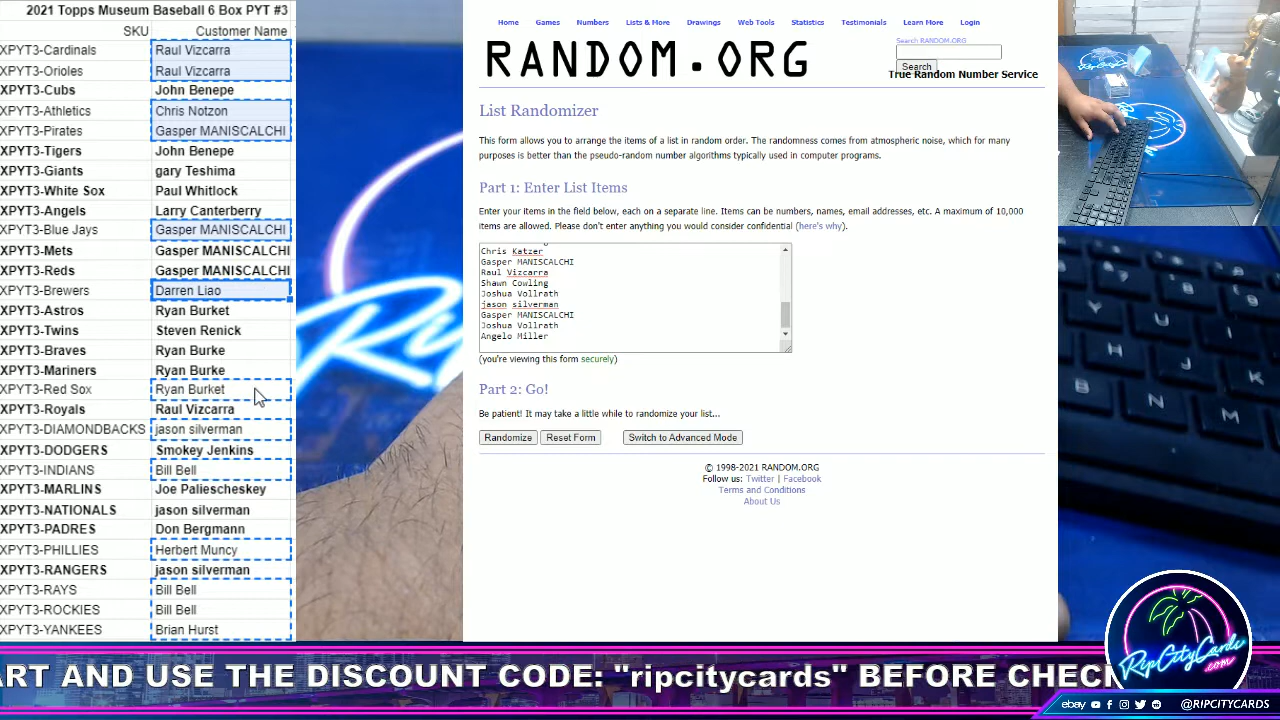 2021 Topps Museum Baseball 6 Box PYT #3
SKU Customer Name
XPYT3-Cardinals Raul Vizcarra
XPYT3-Orioles Raul Vizcarra
XPYT3-Cubs John Benepe
XPYT3-Athletics Chris Notzon
XPYT3-Pirates Gasper MANISCALCHI
XPYT3-Tigers John Benepe
XPYT3-Giants gary Teshima
XPYT3-White Sox Paul Whitlock
XPYT3-Angels Larry Canterberry
XPYT3-Blue Jays Gasper MANISCALCHI
XPYT3-Mets Gasper MANISCALCHI
XPYT3-Reds Gasper MANISCALCHI
XPYT3-Brewers Darren Liao
XPYT3-Astros Ryan Burket
XPYT3-Twins Steven Renick
XPYT3-Braves Ryan Burke
XPYT3-Mariners Ryan Burke
XPYT3-Red Sox Ryan Burket
XPYT3-Royals Raul Vizcarra
XPYT3-DIAMONDBACKS jason silverman
XPYT3-DODGERS Smokey Jenkins
XPYT3-INDIANS Bill Bell
XPYT3-MARLINS Joe Paliescheskey
XPYT3-NATIONALS jason silverman
XPYT3-PADRES Don Bergmann
XPYT3-PHILLIES Herbert Muncy
XPYT3-RANGERS jason silverman
XPYT3-RAYS Bill Bell
XPYT3-ROCKIES Bill Bell
XPYT3-YANKEES Brian Hurst
Home Games Numbers Lists & More Drawings Web Tools Statistics Testimonials Learn More Login
RANDOM.ORG
Search RANDOM.ORG
Search
True Random Number Service
List Randomizer
This form allows you to arrange the items of a list in random order. The randomness comes from atmospheric noise, which for many
purposes is better than the pseudo-random number algorithms typically used in computer programs.
Part 1: Enter List Items
Enter your items in the field below, each on a separate line. Items can be numbers, names, email addresses, etc. A maximum of 10,000
items are allowed. Please don't enter anything you would consider confidential (here's why).
Chris Katzer
Gasper MANISCALCHI
Raul Vizcarra
Shawn Cowling
Joshua Vollrath
jason silverman
Gasper MANISCALCHI
Joshua Vollrath
Angelo Miller
(you're viewing this form securely)
Part 2: Go!
Be patient! It may take a little while to randomize your list...
Randomize Reset Form Switch to Advanced Mode
© 1998-2021 RANDOM.ORG
Follow us: Twitter | Facebook
Terms and Conditions
About Us
ART AND USE THE DISCOUNT CODE: "ripcitycards" BEFORE CHECK
RipCityCards
.com
ebay @RIPCITYCARDS